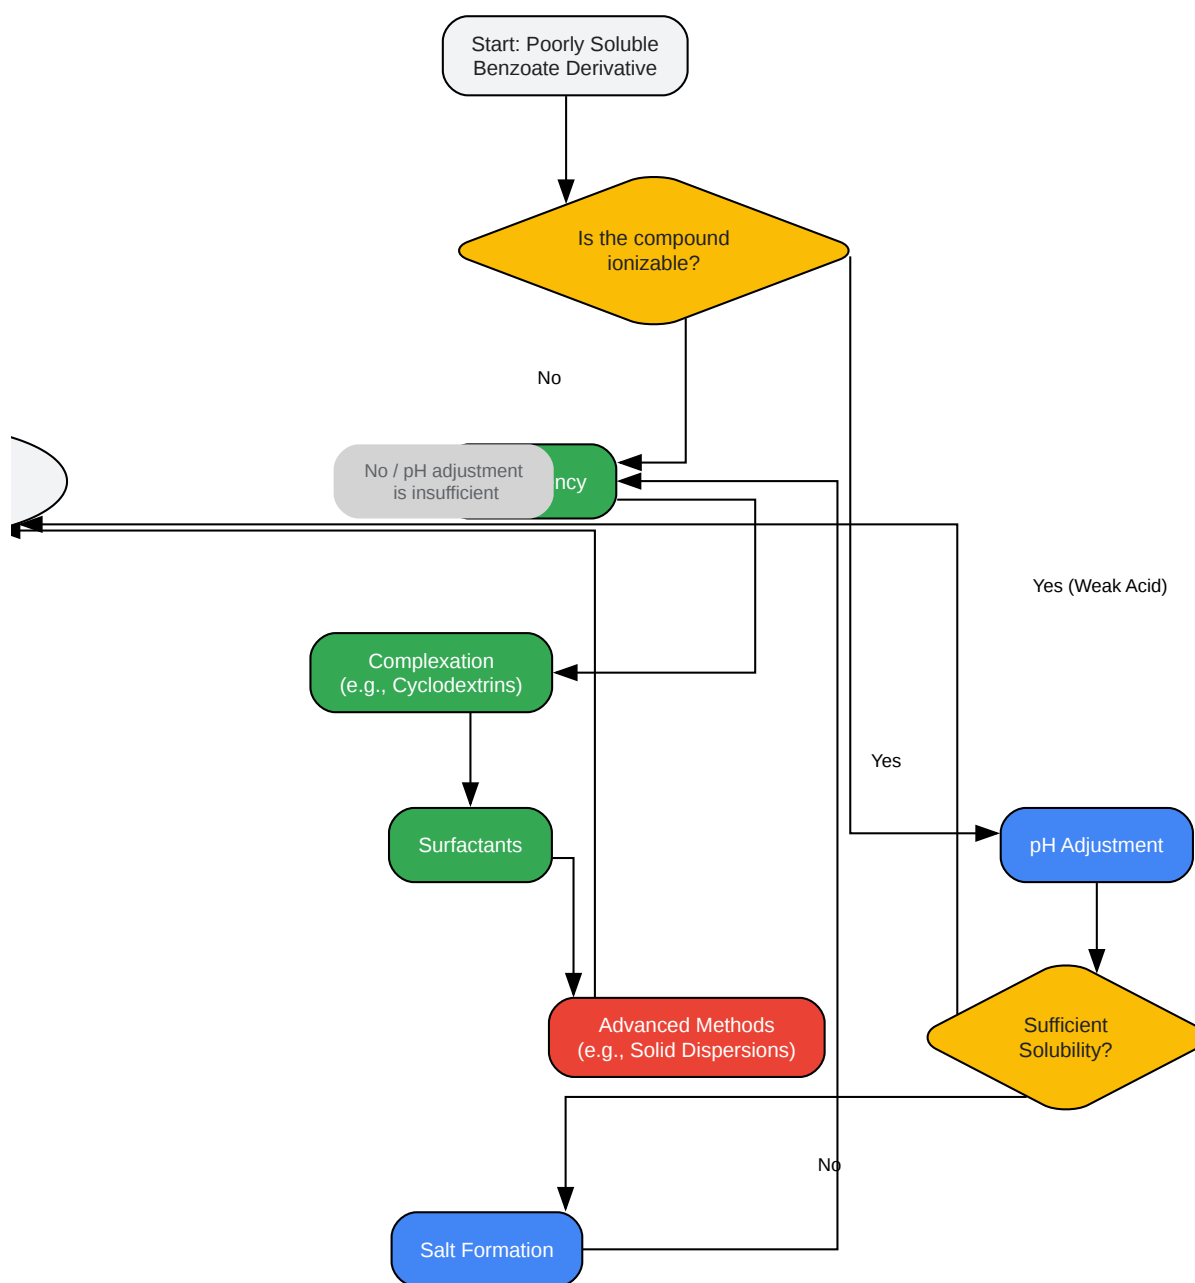 Start: Poorly Soluble
Benzoate Derivative
Is the compound
ionizable?
No
No / pH adjustment
is insufficient
ncy
Yes (Weak Acid)
Complexation
(e.g., Cyclodextrins)
Yes
Surfactants
pH Adjustment
Advanced Methods
(e.g., Solid Dispersions)
Sufficient
Solubility?
No
Salt Formation